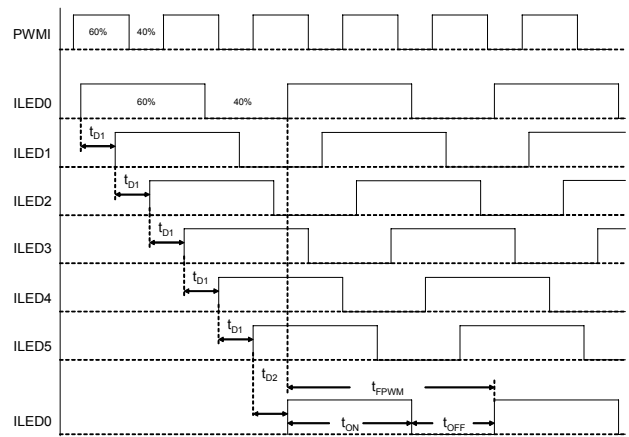 PWMI
60%
40%
ILED0
60%
40%
tD1
ILED1
tD1
ILED2
tD1
ILED3
tD1
ILED4
tD1
ILED5
tD2
tFPWM
ILED0
tON
tOFF